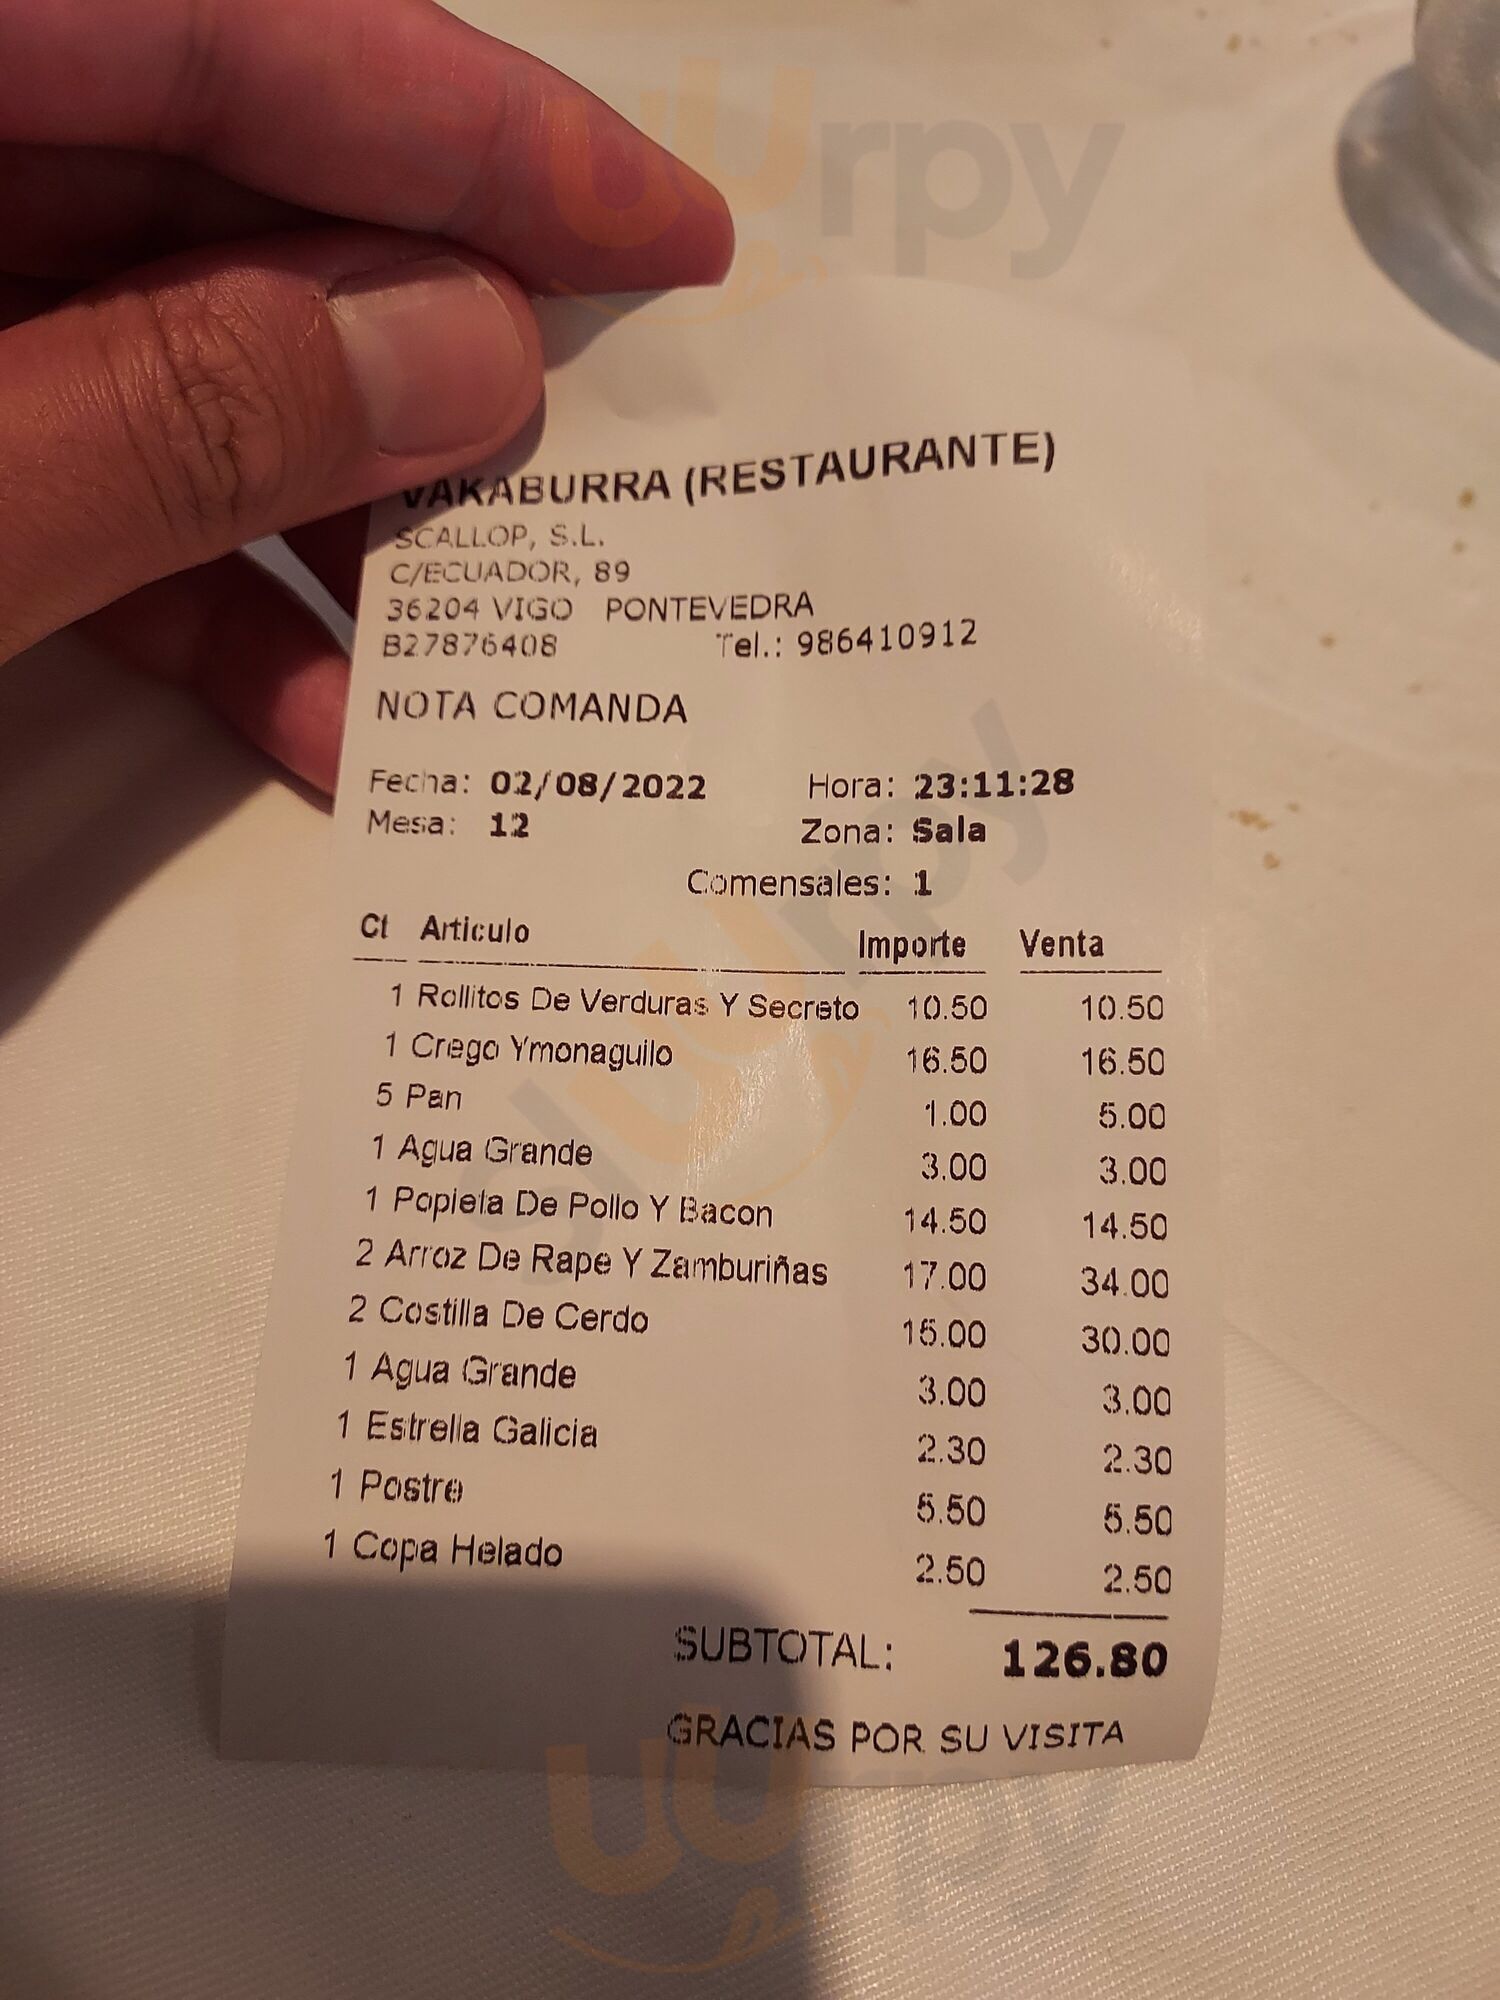 VAKABURRA (RESTAURANTE)
SCALLOP, S.L.
C/ECUADOR, 89
36204 VIGO PONTEVEDRA
B27876408 Tel.: 986410912
NOTA COMANDA
Fecha: 02/08/2022 Hora: 23:11:28
Mesa: 12 Zona: Sala
Comensales: 1
Ct Articulo Importe Venta
1 Rollitos De Verduras Y Secreto 10.50 10.50
1 Crego Ymonaguilo 16.50 16.50
5 Pan 1.00 5.00
1 Agua Grande 3.00 3.00
1 Popieta De Pollo Y Bacon 14.50 14.50
2 Arroz De Rape Y Zamburiñas 17.00 34.00
2 Costilla De Cerdo 15.00 30.00
1 Agua Grande 3.00 3.00
1 Estrella Galicia 2.30 2.30
1 Postre 5.50 5.50
1 Copa Helado 2.50 2.50
SUBTOTAL: 126.80
GRACIAS POR SU VISITA